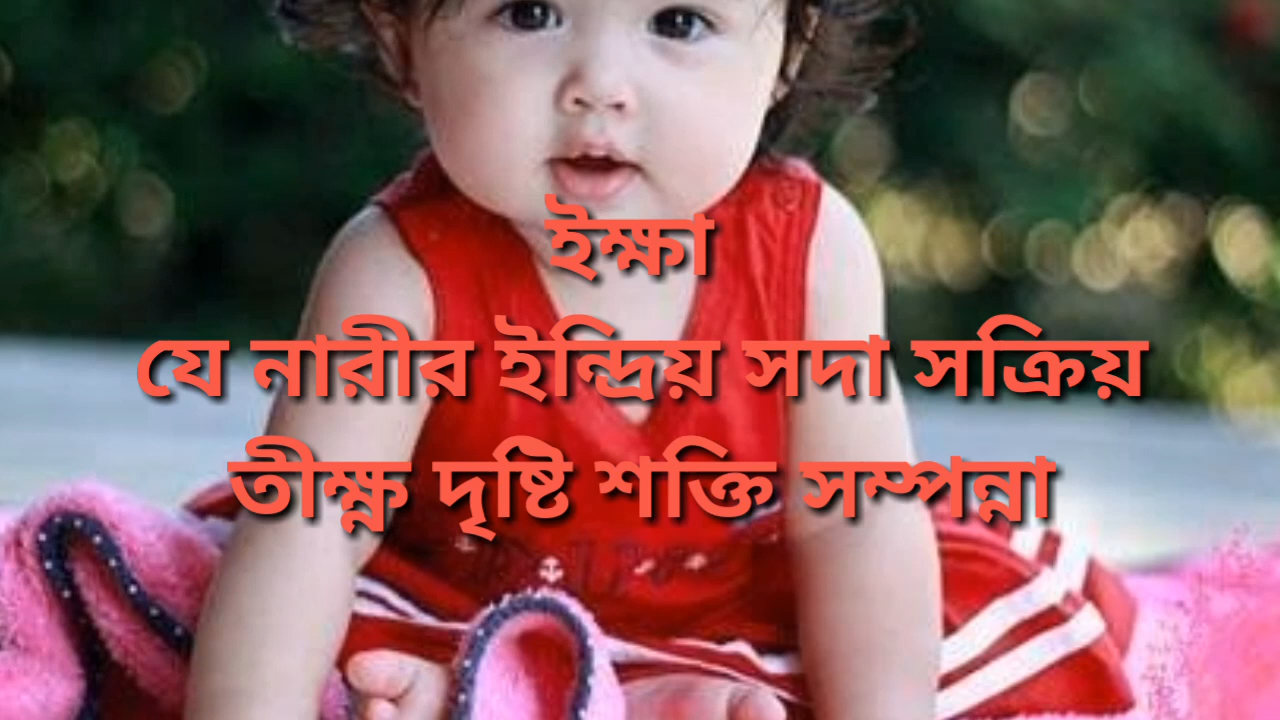 ইক্ষা
যে নারীর ইন্দ্রিয় সদা সক্রিয়
তীক্ষ্ণ দৃষ্টি শক্তি সম্পন্না